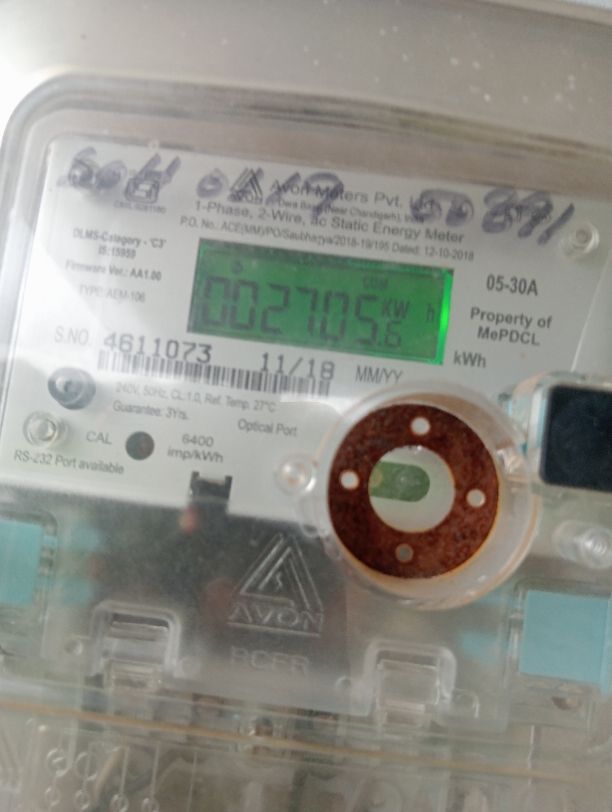 Avon Meters Pvt. Ltd.
1-Phase, 2-Wire, ac Static Energy Meter
P.O. No.: ACE(MM)/PO/Saubhagya/2018-19/195 Dated: 12-10-2018
DLMS-Category - 'C3'
IS:15959
Firmware Ver.: AA1.00
TYPE: AEM-106
COM
KW h
05-30A
Property of
MePDCL
kWh
S.NO. 4611073 11/18 MM/YY
240V, 50Hz, CL:1.0, Ref. Temp. 27°C
Guarantee: 3Yrs.
Optical Port
CAL 6400
imp/kWh
RS-232 Port available
AVON